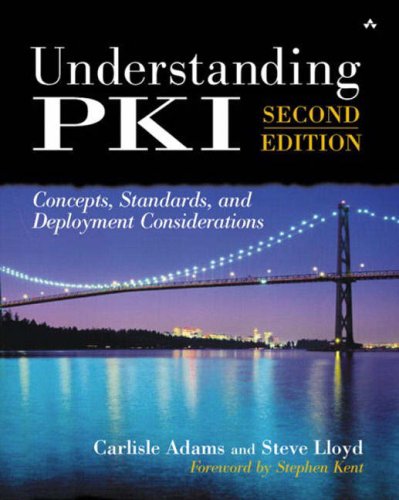 Understanding
PKI SECOND
EDITION
Concepts, Standards, and
Deployment Considerations
Carlisle Adams and Steve Lloyd
Foreword by Stephen Kent